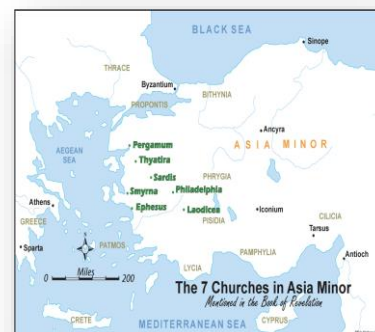 BLACK SEA
Sinope
THRACE
Byzantium
BITHYNIA
PROPONTIS
Ancyra
ASIA MINOR
AEGEAN
SEA
Pergamum
Thyatira
Sardis
PHRYGIA
Smyrna
Philadelphia
Athens
Ephesus
Laodicea
Iconium
GREECE
PISIDIA
CILICIA
Tarsus
Sparta
PATMOS
PAMPHYLIA
Antioch
Miles
0 200
LYCIA
The 7 Churches in Asia Minor
Mentioned in the Book of Revelation
CRETE
MEDITERRANEAN SEA
CYPRUS